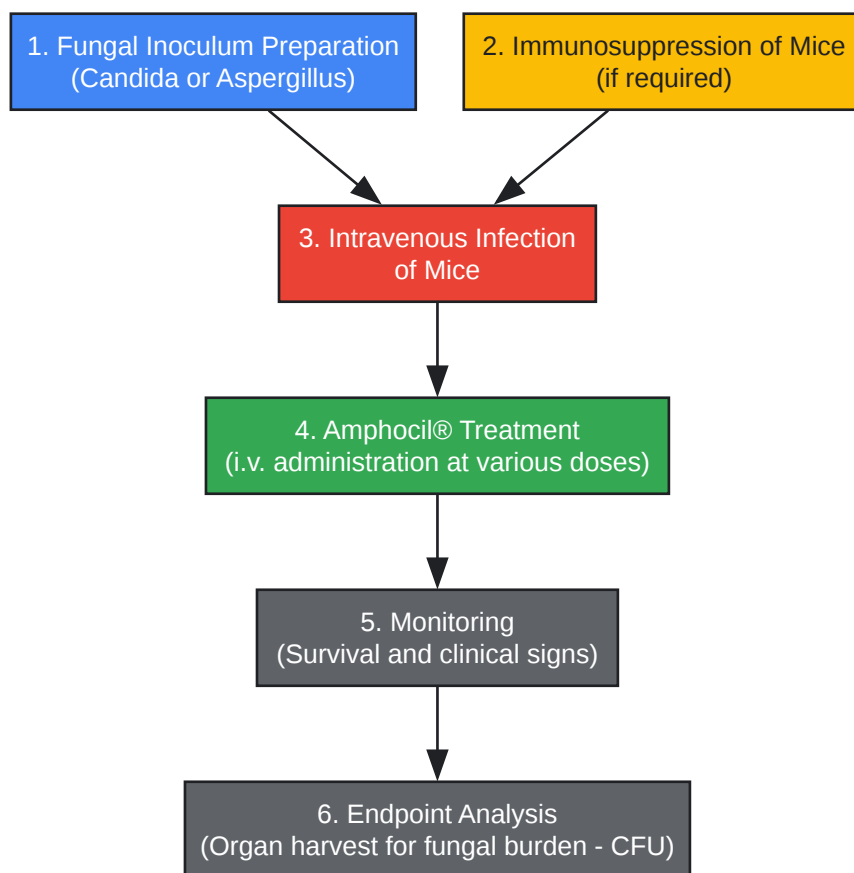 1. Fungal Inoculum Preparation
(Candida or Aspergillus)
2. Immunosuppression of Mice
(if required)
3. Intravenous Infection
of Mice
4. Amphocil® Treatment
(i.v. administration at various doses)
5. Monitoring
(Survival and clinical signs)
6. Endpoint Analysis
(Organ harvest for fungal burden - CFU)